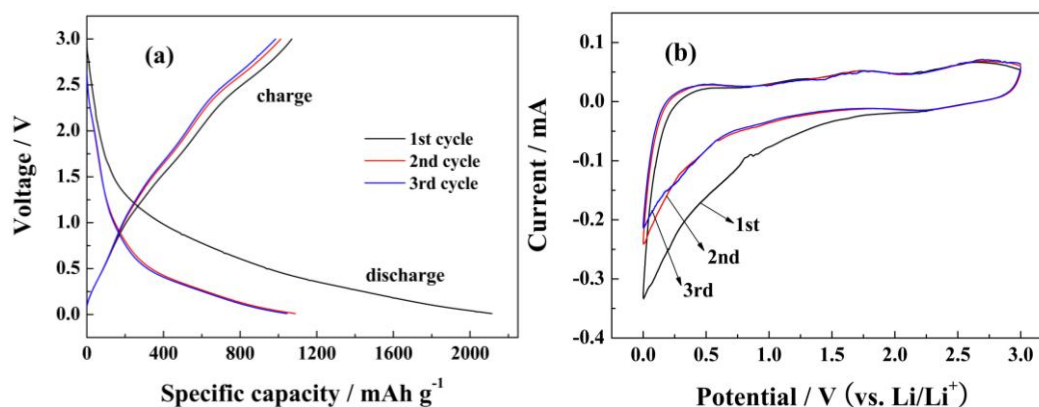 (a)
3.0
2.5
2.0
1.5
1.0
0.5
0.0
Voltage / V
charge
1st cycle
2nd cycle
3rd cycle
discharge
0 400 800 1200 1600 2000
Specific capacity / mAh g⁻¹
(b)
0.1
0.0
-0.1
-0.2
-0.3
-0.4
Current / mA
1st
2nd
3rd
0.0 0.5 1.0 1.5 2.0 2.5 3.0
Potential / V (vs. Li/Li⁺)